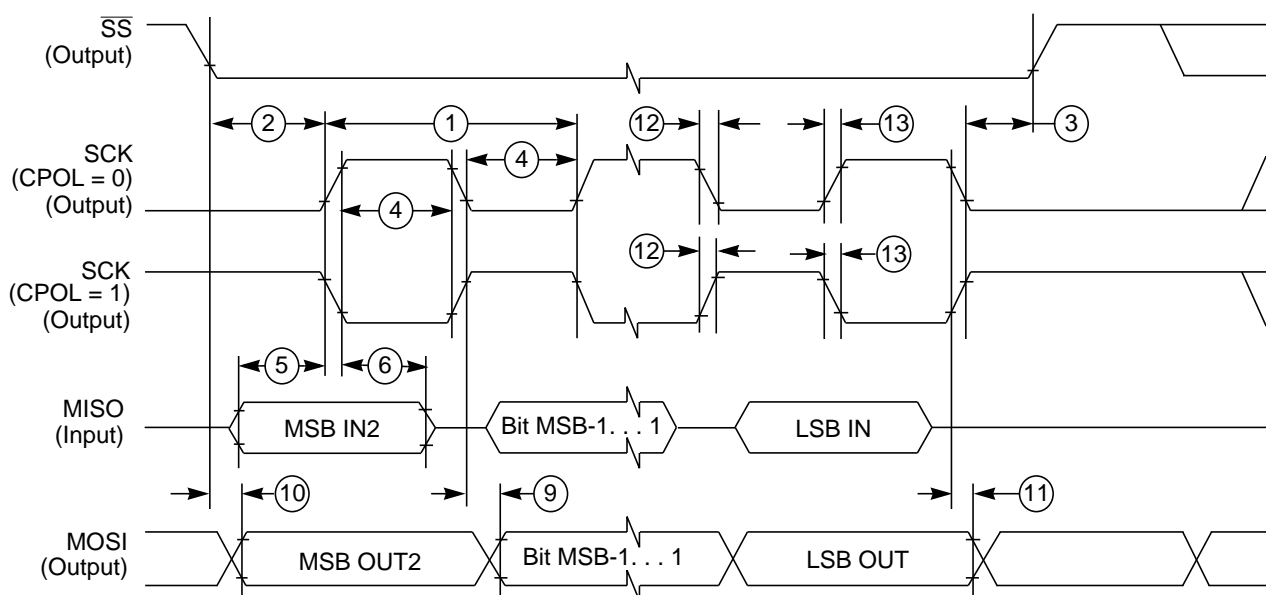 SS
(Output)
2
1
12
13
3
SCK
(CPOL = 0)
(Output)
4
4
SCK
(CPOL = 1)
(Output)
12
13
5
6
MISO
(Input)
MSB IN2
Bit MSB-1. . . 1
LSB IN
10
9
11
MOSI
(Output)
MSB OUT2
Bit MSB-1. . . 1
LSB OUT